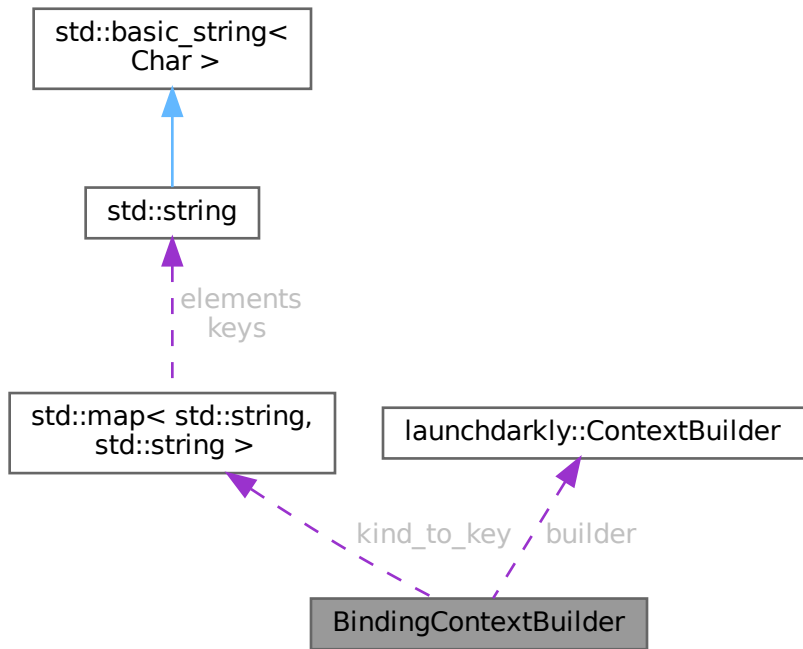 std::basic_string<
Char >
std::string
elements
keys
std::map< std::string,
std::string >
launchdarkly::ContextBuilder
kind_to_key
builder
BindingContextBuilder